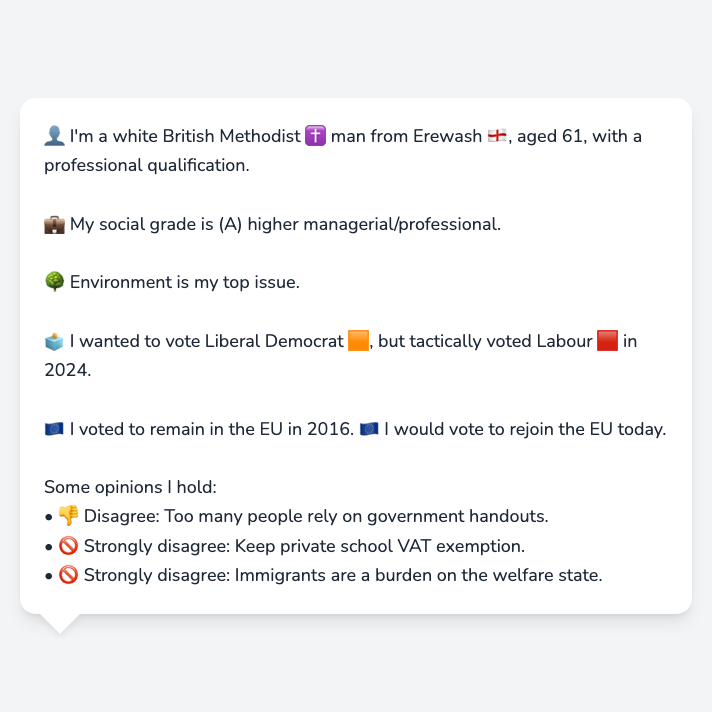 👤 I'm a white British Methodist ✝️ man from Erewash 🏴󠁧󠁢󠁥󠁮󠁧󠁿, aged 61, with a
professional qualification.
💼 My social grade is (A) higher managerial/professional.
🌳 Environment is my top issue.
🗳️ I wanted to vote Liberal Democrat 🟧, but tactically voted Labour 🟥 in
2024.
🇪🇺 I voted to remain in the EU in 2016. 🇪🇺 I would vote to rejoin the EU today.
Some opinions I hold:
• 👎 Disagree: Too many people rely on government handouts.
• 🚫 Strongly disagree: Keep private school VAT exemption.
• 🚫 Strongly disagree: Immigrants are a burden on the welfare state.